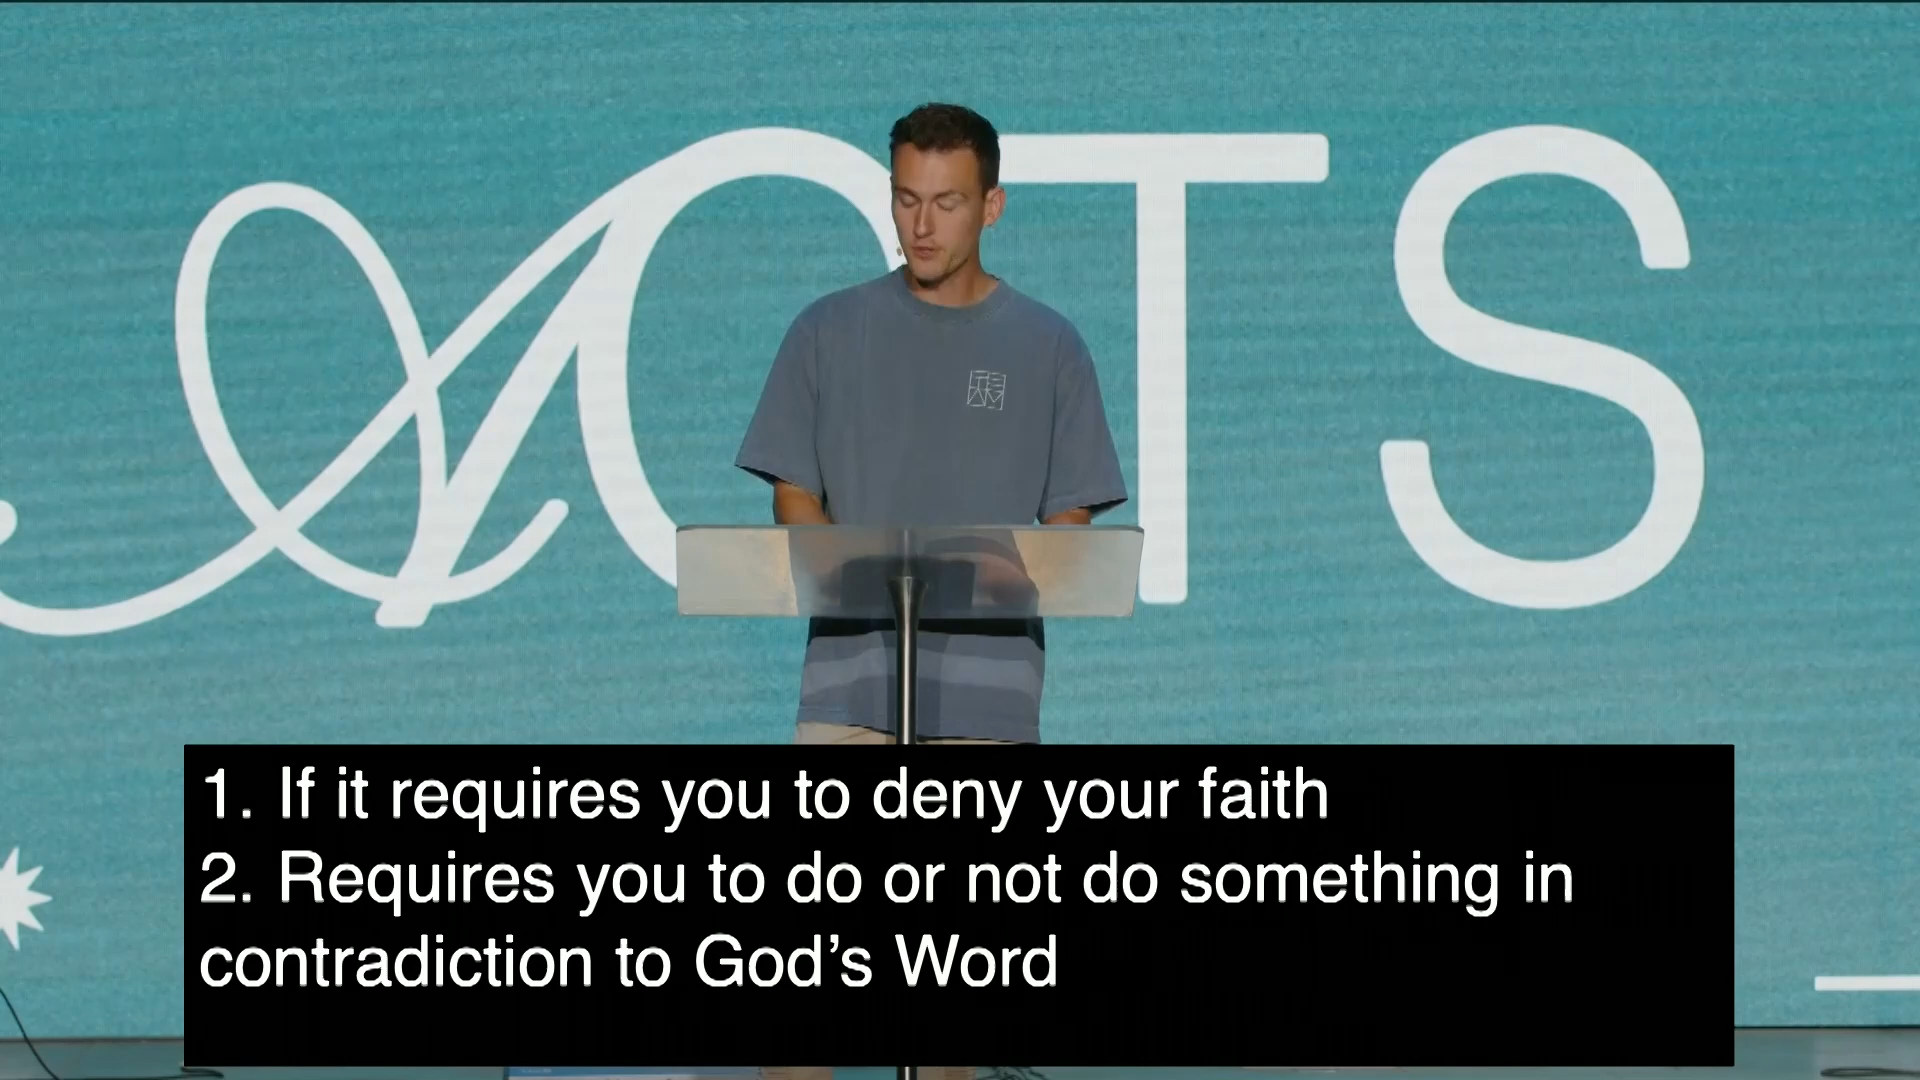 ACTS
1. If it requires you to deny your faith
2. Requires you to do or not do something in
contradiction to God’s Word